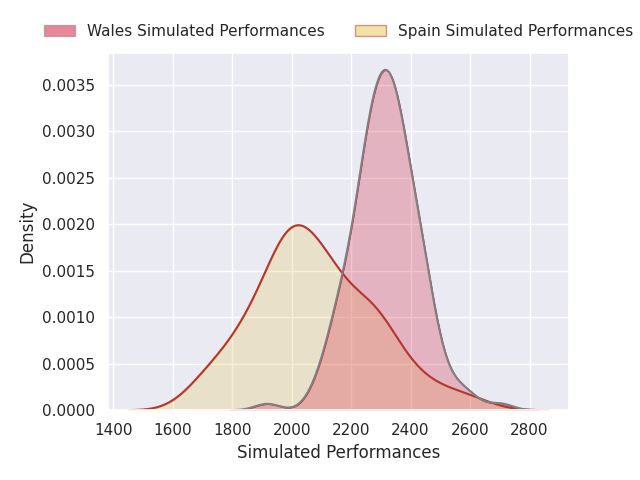 Wales Simulated Performances
Spain Simulated Performances
Density
0.0035
0.0030
0.0025
0.0020
0.0015
0.0010
0.0005
0.0000
1400 1600 1800 2000 2200 2400 2600 2800
Simulated Performances